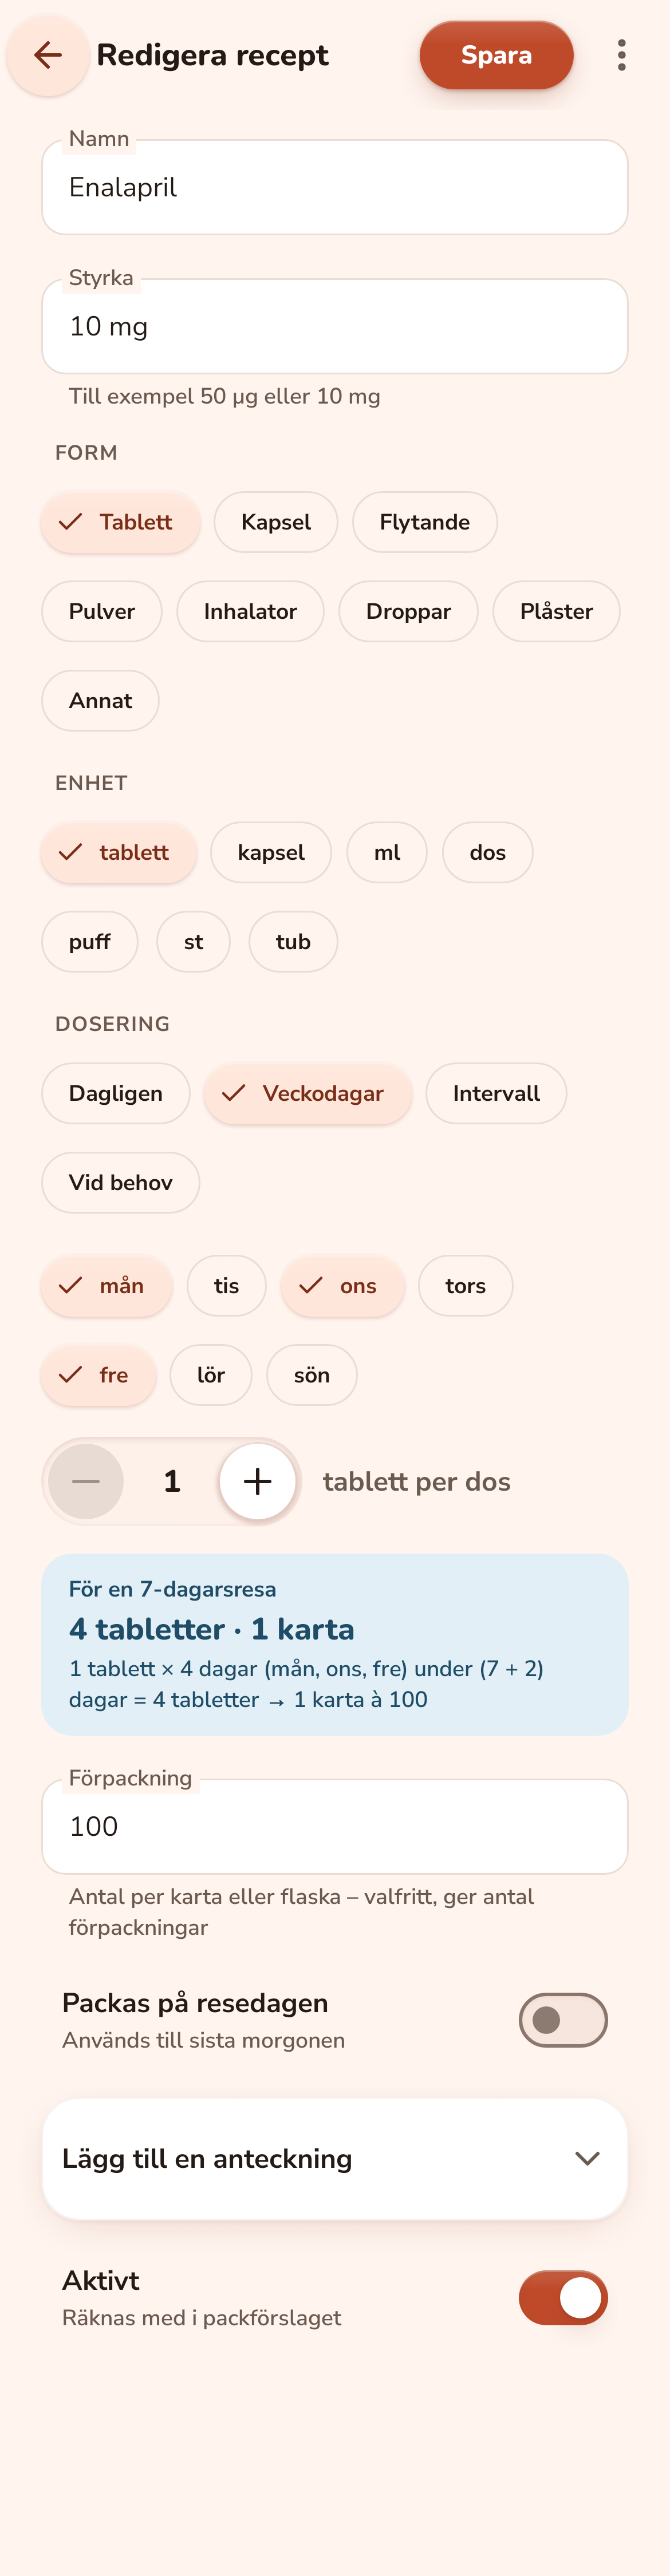 Redigera recept
Spara
Namn
Enalapril
Styrka
10 mg
Till exempel 50 µg eller 10 mg
FORM
Tablett
Kapsel
Flytande
Pulver
Inhalator
Droppar
Plåster
Annat
ENHET
tablett
kapsel
ml
dos
puff
st
tub
DOSERING
Dagligen
Veckodagar
Intervall
Vid behov
mån
tis
ons
tors
fre
lör
sön
1
tablett per dos
För en 7-dagarsresa
4 tabletter · 1 karta
1 tablett × 4 dagar (mån, ons, fre) under (7 + 2)
dagar = 4 tabletter → 1 karta à 100
Förpackning
100
Antal per karta eller flaska – valfritt, ger antal
förpackningar
Packas på resedagen
Används till sista morgonen
Lägg till en anteckning
Aktivt
Räknas med i packförslaget